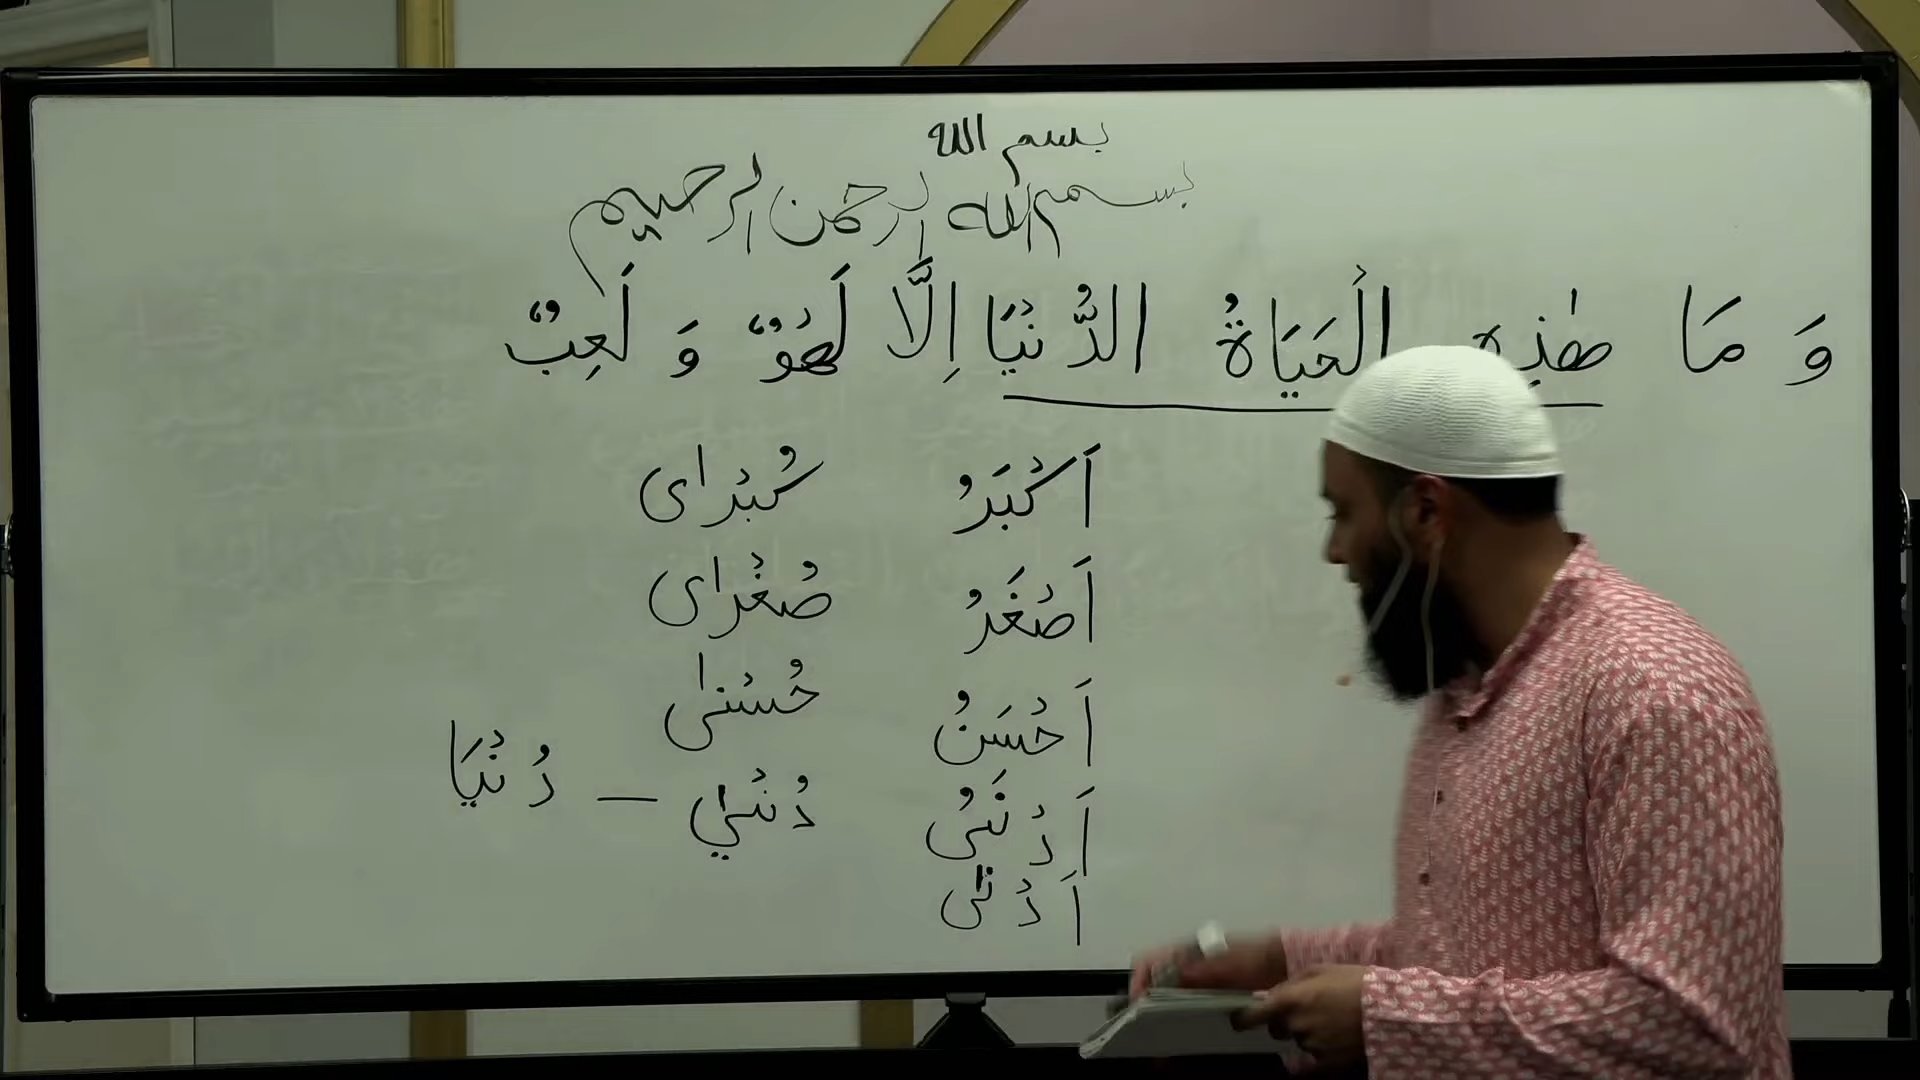 بسم الله
بسم الله الرحمن الرحيم
وَ مَا هٰذِهِ الْحَيَاةُ الدُّنْيَا اِلَّا لَهْوٌ وَ لَعِبٌ
اَكْبَرُ كُبْرٰى
اَصْغَرُ صُغْرٰى
اَحْسَنُ حُسْنٰى
اَدْنَىُ دُنْيٰ – دُنْيَا
اَدْنٰى